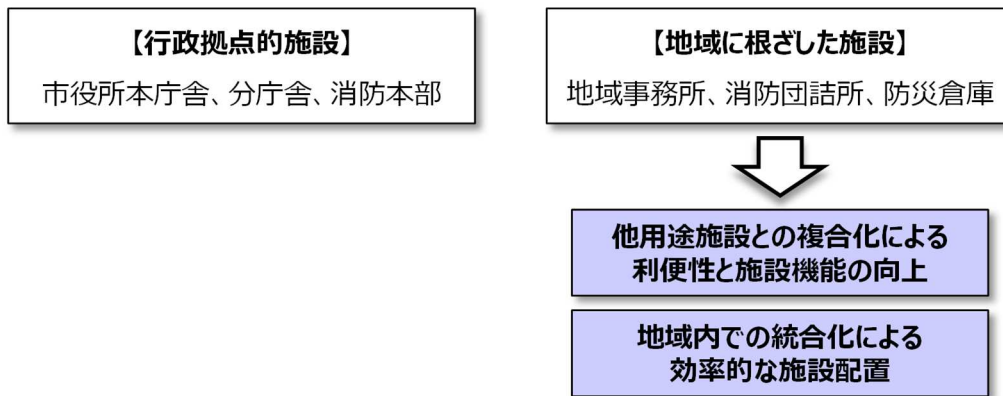 【行政拠点的施設】
市役所本庁舎、分庁舎、消防本部
【地域に根ざした施設】
地域事務所、消防団詰所、防災倉庫
他用途施設との複合化による
利便性と施設機能の向上
地域内での統合化による
効率的な施設配置